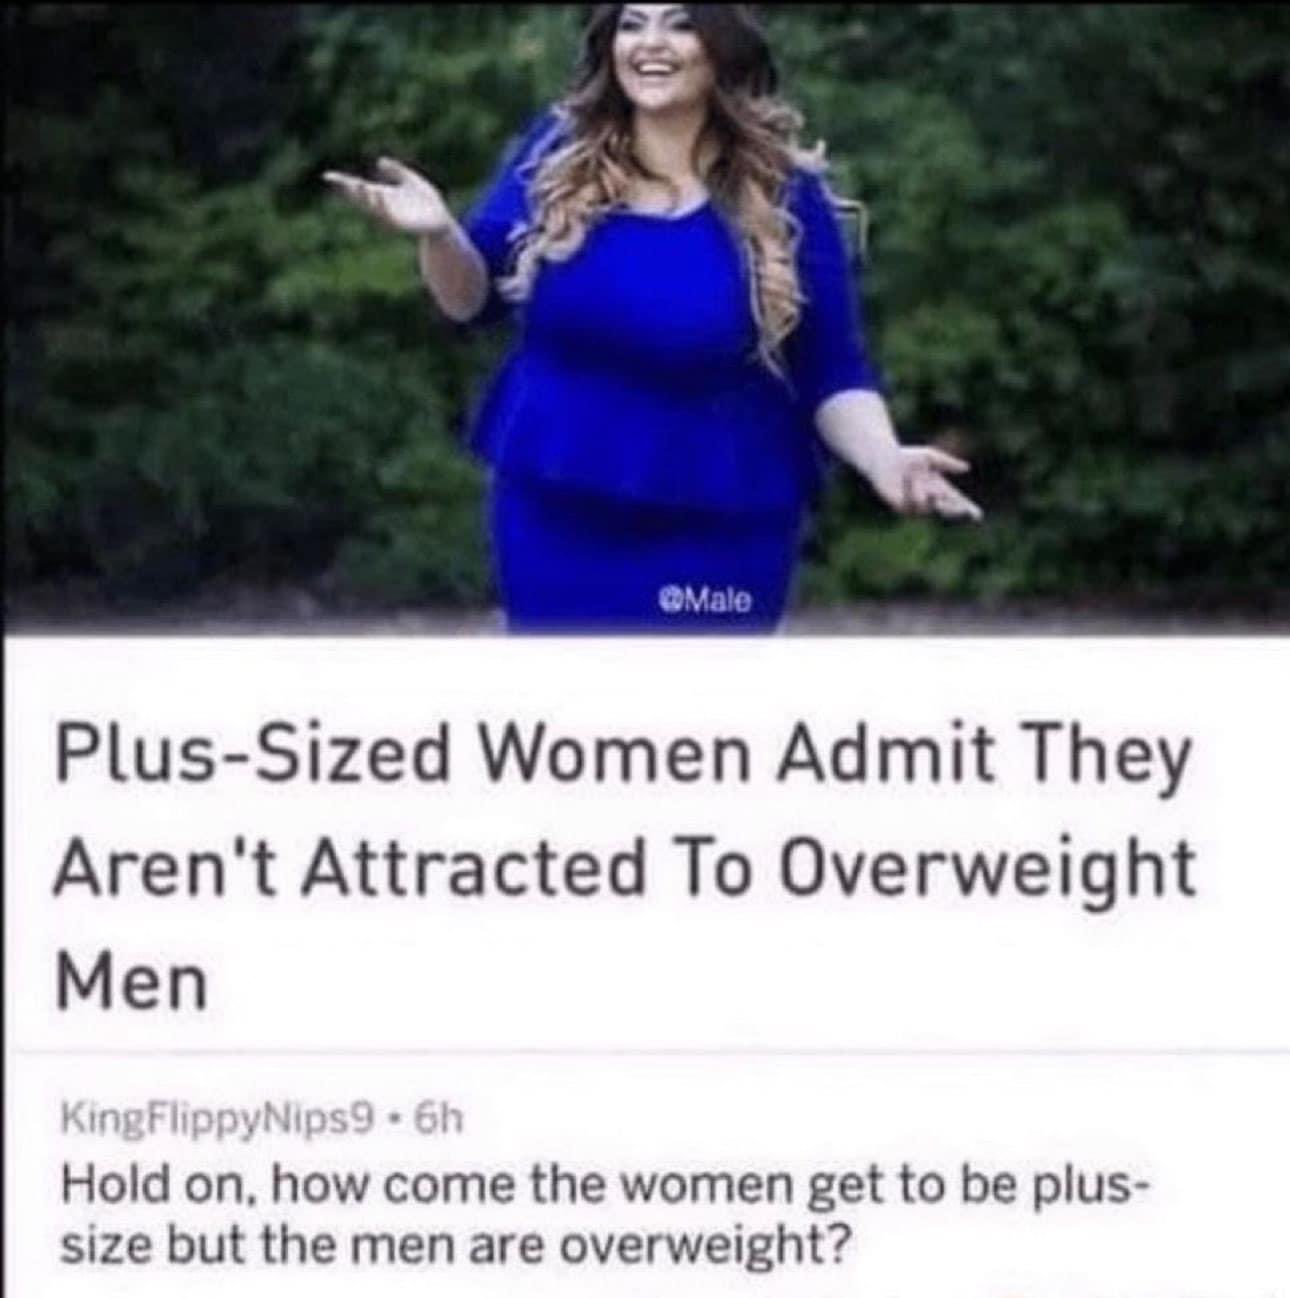 @Male
Plus-Sized Women Admit They
Aren't Attracted To Overweight
Men
KingFlippyNips9 • 6h
Hold on, how come the women get to be plus-
size but the men are overweight?